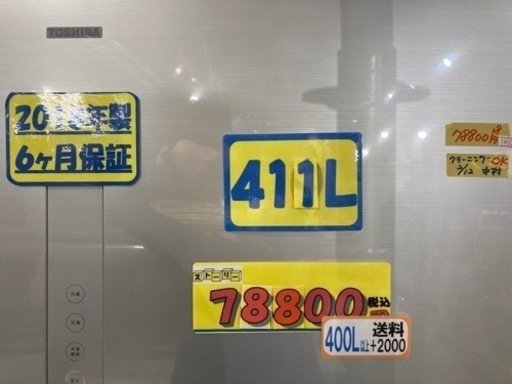 TOSHIBA
年製
6ヶ月保証
411L
ストーリー
78800 税込
400L以上
送料
+2000
78800円
クリーニングOK
2/12 中村